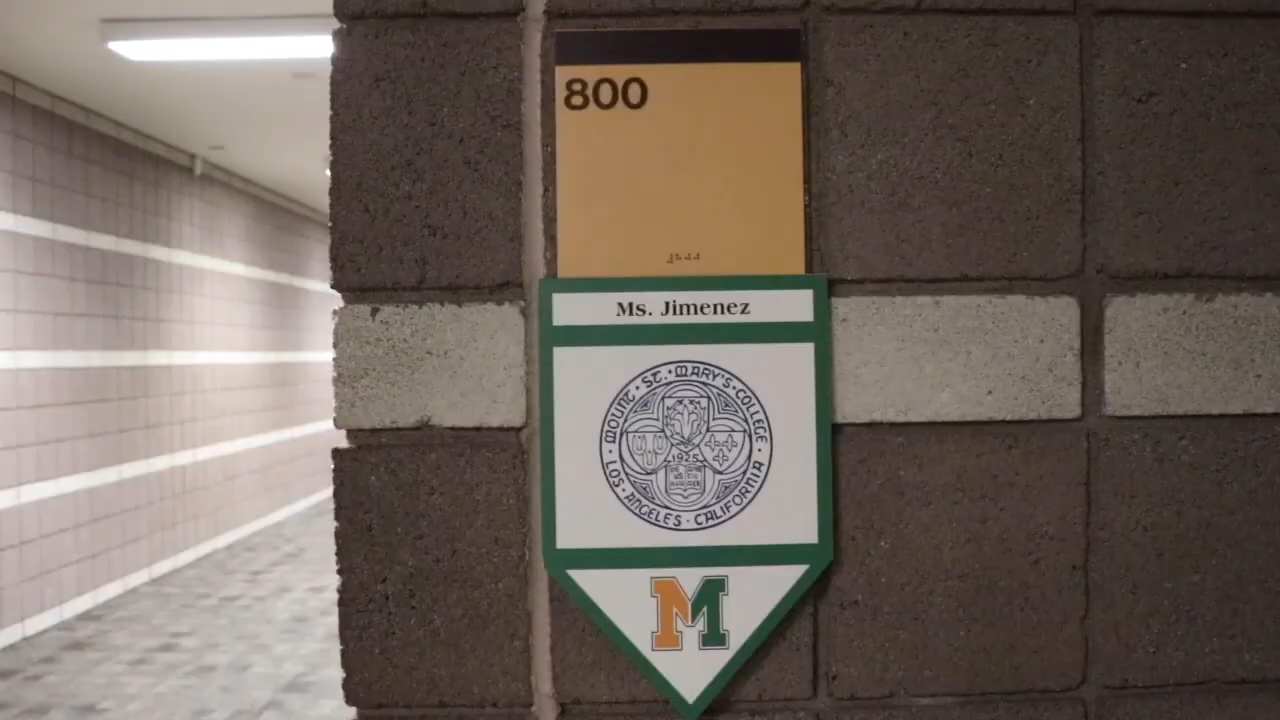 800
Ms. Jimenez
MOUNT · ST. MARY'S · COLLEGE
1925
· LOS · ANGELES · CALIFORNIA ·
M